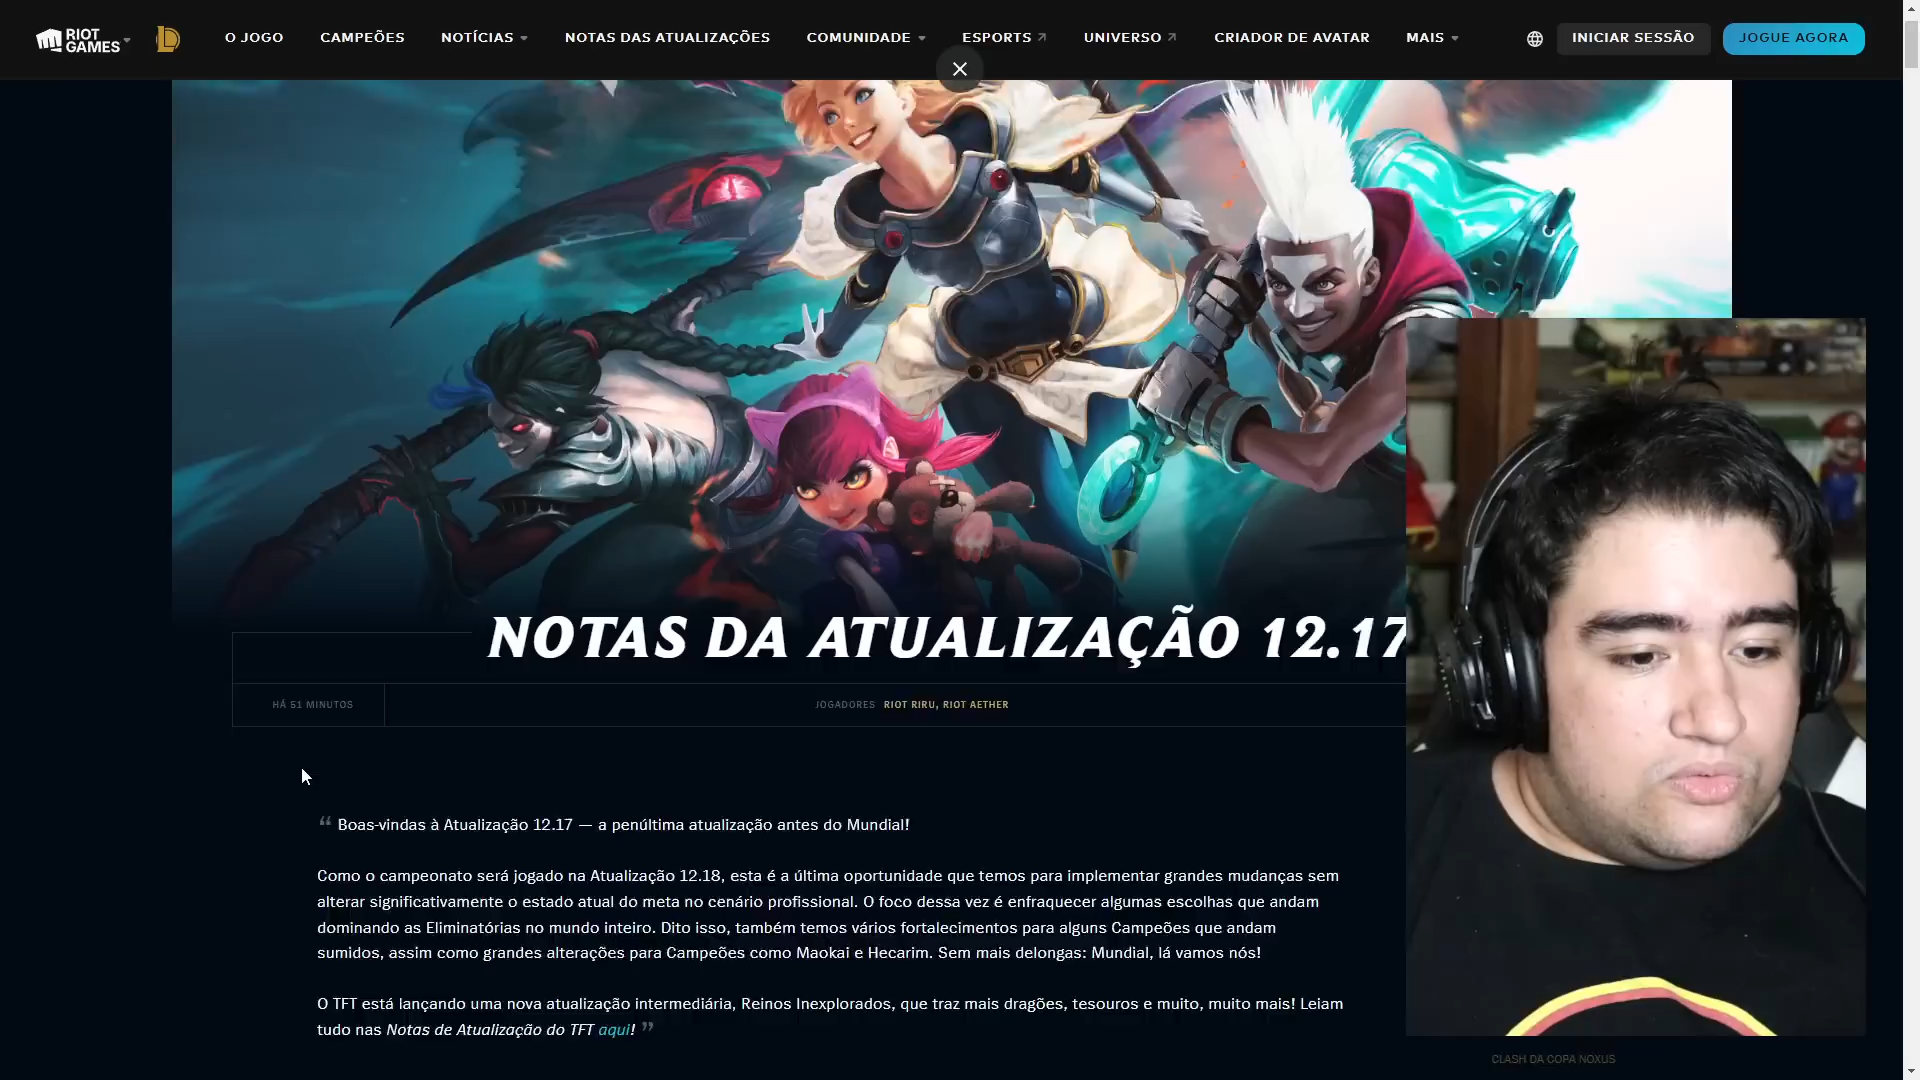 RIOT GAMES
O JOGO
CAMPEÕES
NOTÍCIAS
NOTAS DAS ATUALIZAÇÕES
COMUNIDADE
ESPORTS
UNIVERSO
CRIADOR DE AVATAR
MAIS
INICIAR SESSÃO
JOGUE AGORA
NOTAS DA ATUALIZAÇÃO 12.17
HÁ 51 MINUTOS
JOGADORES RIOT RIRU, RIOT AETHER
“ Boas-vindas à Atualização 12.17 — a penúltima atualização antes do Mundial!
Como o campeonato será jogado na Atualização 12.18, esta é a última oportunidade que temos para implementar grandes mudanças sem
alterar significativamente o estado atual do meta no cenário profissional. O foco dessa vez é enfraquecer algumas escolhas que andam
dominando as Eliminatórias no mundo inteiro. Dito isso, também temos vários fortalecimentos para alguns Campeões que andam
sumidos, assim como grandes alterações para Campeões como Maokai e Hecarim. Sem mais delongas: Mundial, lá vamos nós!
O TFT está lançando uma nova atualização intermediária, Reinos Inexplorados, que traz mais dragões, tesouros e muito, muito mais! Leiam
tudo nas Notas de Atualização do TFT aqui! ”
CLASH DA COPA NOXUS